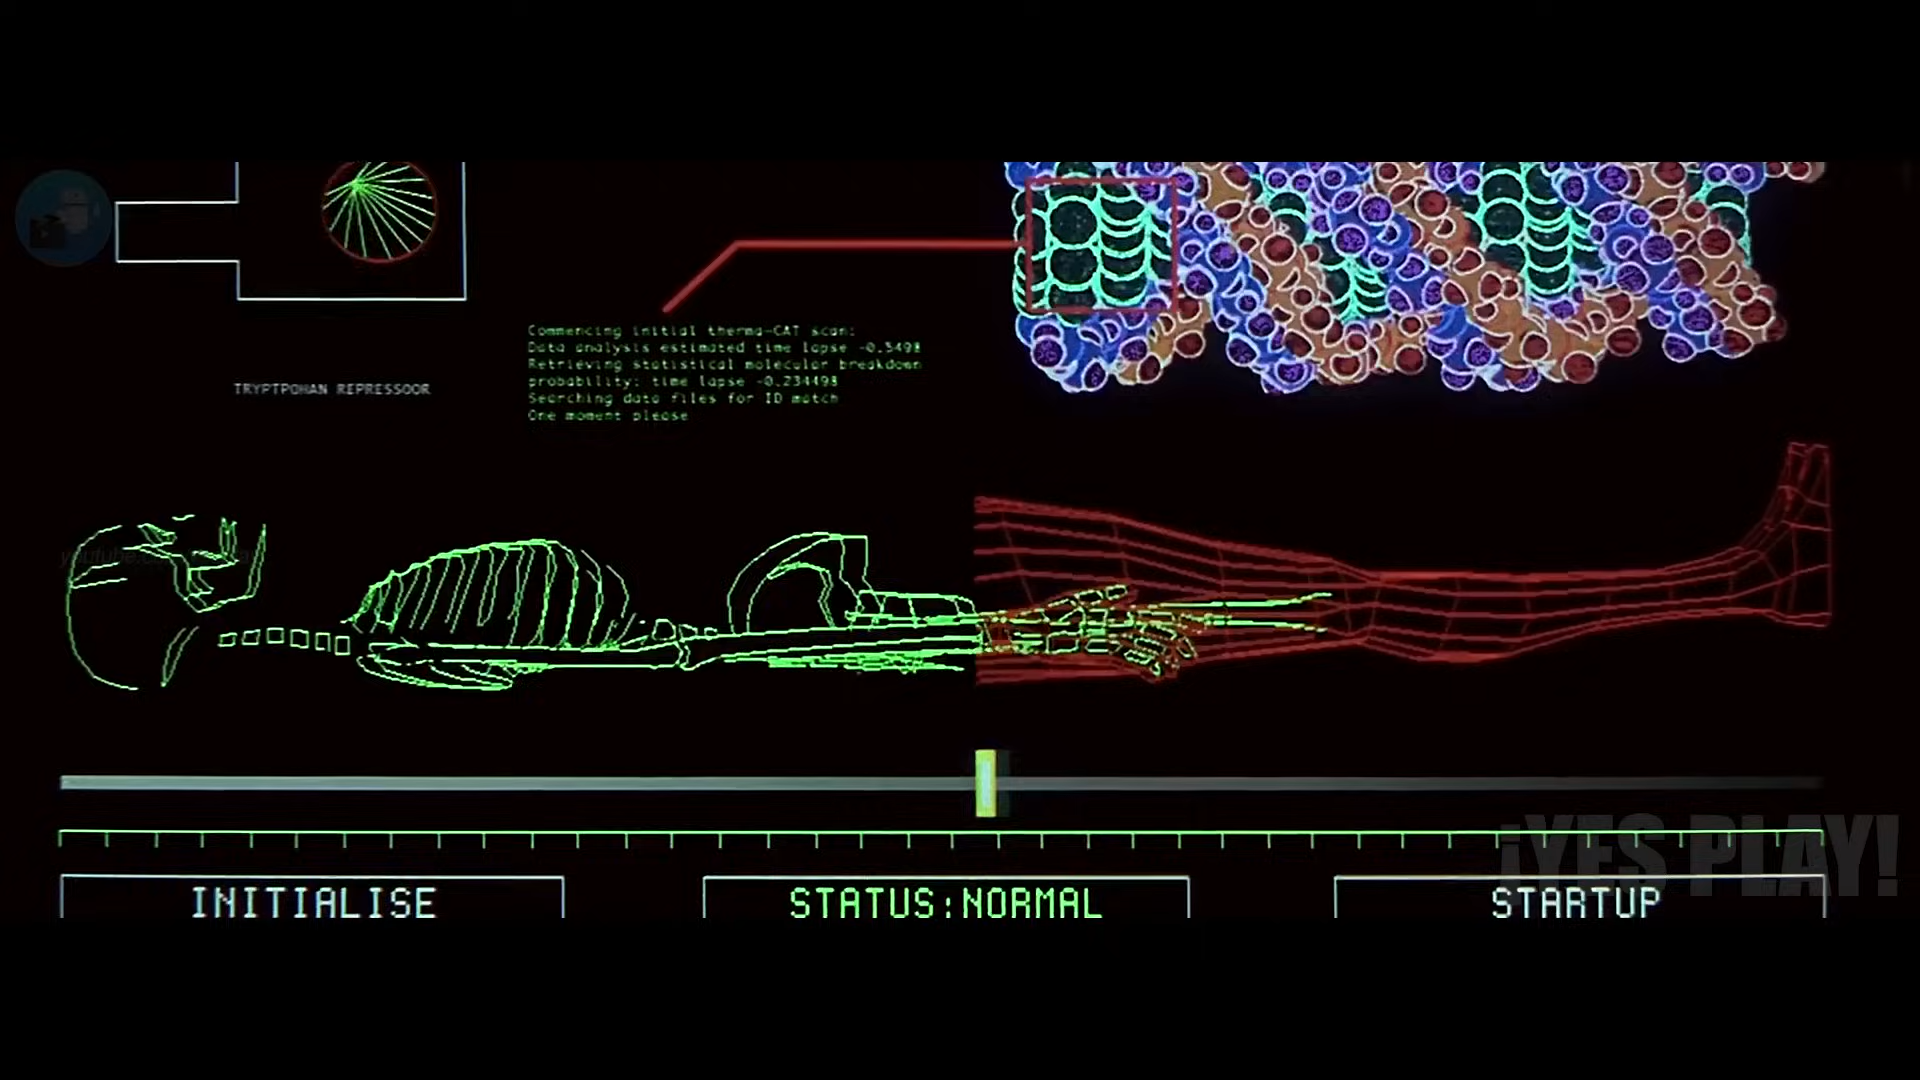 Commencing initial therma-CAT scan:
Data analysis estimated time lapse -0.3498
Retrieving statistical molecular breakdown
probability: time lapse -0.234498
Searching data files for ID match
One moment please
TRYPTPOHAN REPRESSOOR
INITIALISE
STATUS:NORMAL
STARTUP
¡YES PLAY!